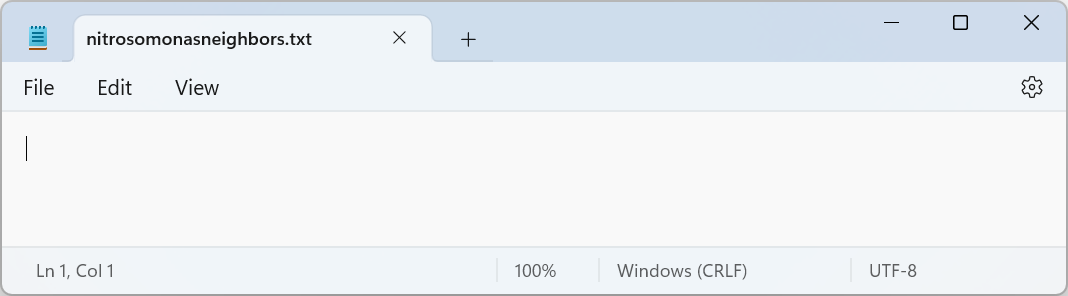 nitrosomonasneighbors.txt
File Edit View
Ln 1, Col 1 100% Windows (CRLF) UTF-8